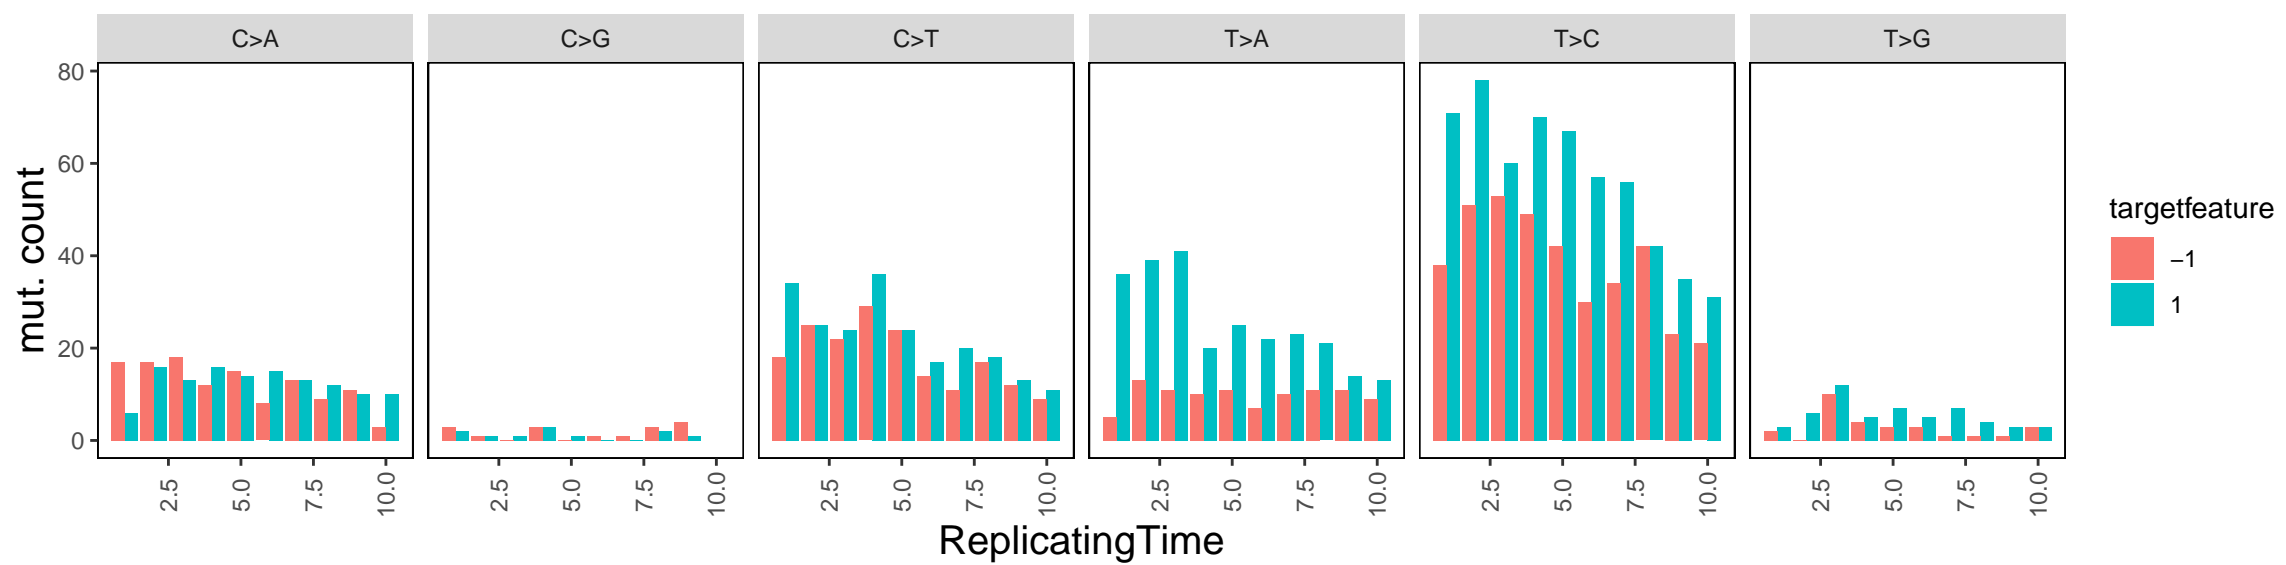 C>A C>G C>T T>A T>C T>G
80
60
40
20
0
mut. count
2.5 5.0 7.5 10.0 2.5 5.0 7.5 10.0 2.5 5.0 7.5 10.0 2.5 5.0 7.5 10.0 2.5 5.0 7.5 10.0 2.5 5.0 7.5 10.0
ReplicatingTime
targetfeature
−1
1